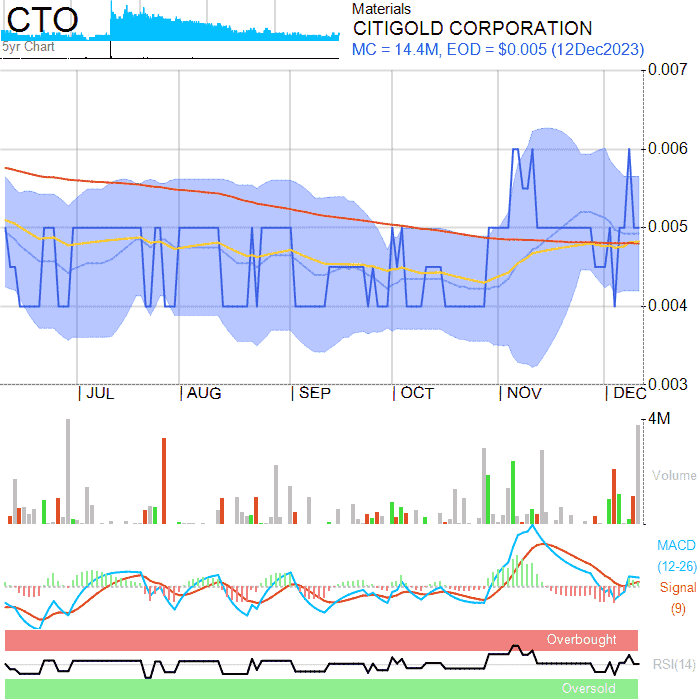 CTO
5yr Chart
Materials
CITIGOLD CORPORATION
MC = 14.4M, EOD = $0.005 (12Dec2023)
0.007
0.006
0.005
0.004
0.003
JUL
AUG
SEP
OCT
NOV
DEC
4M
Volume
MACD
(12-26)
Signal
(9)
Overbought
RSI(14)
Oversold